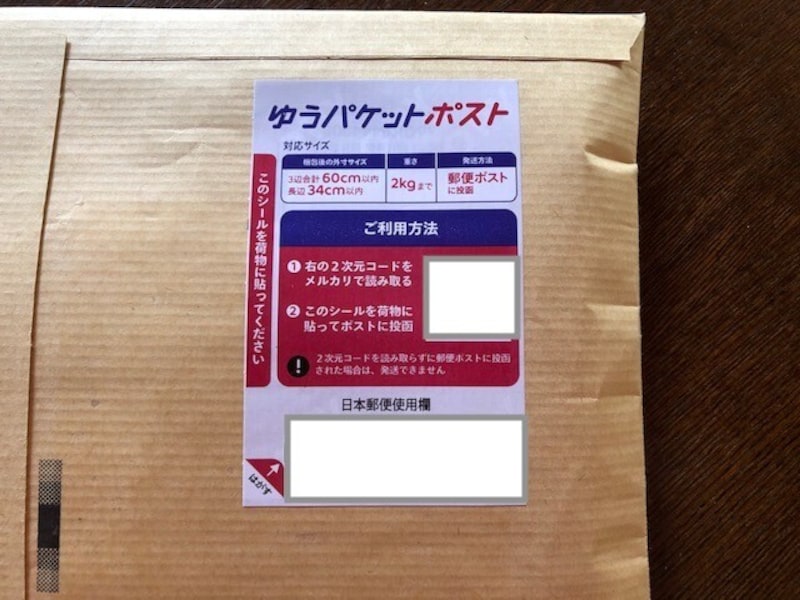 ゆうパケットポスト
対応サイズ
梱包後の外寸サイズ 重さ 発送方法
3辺合計60cm以内
長辺34cm以内
2kgまで
郵便ポスト
に投函
このシールを荷物に貼ってください
ご利用方法
1 右の2次元コードを
メルカリで読み取る
2 このシールを荷物に
貼ってポストに投函
! 2次元コードを読み取らずに郵便ポストに投函
された場合は、発送できません
日本郵便使用欄
はがす